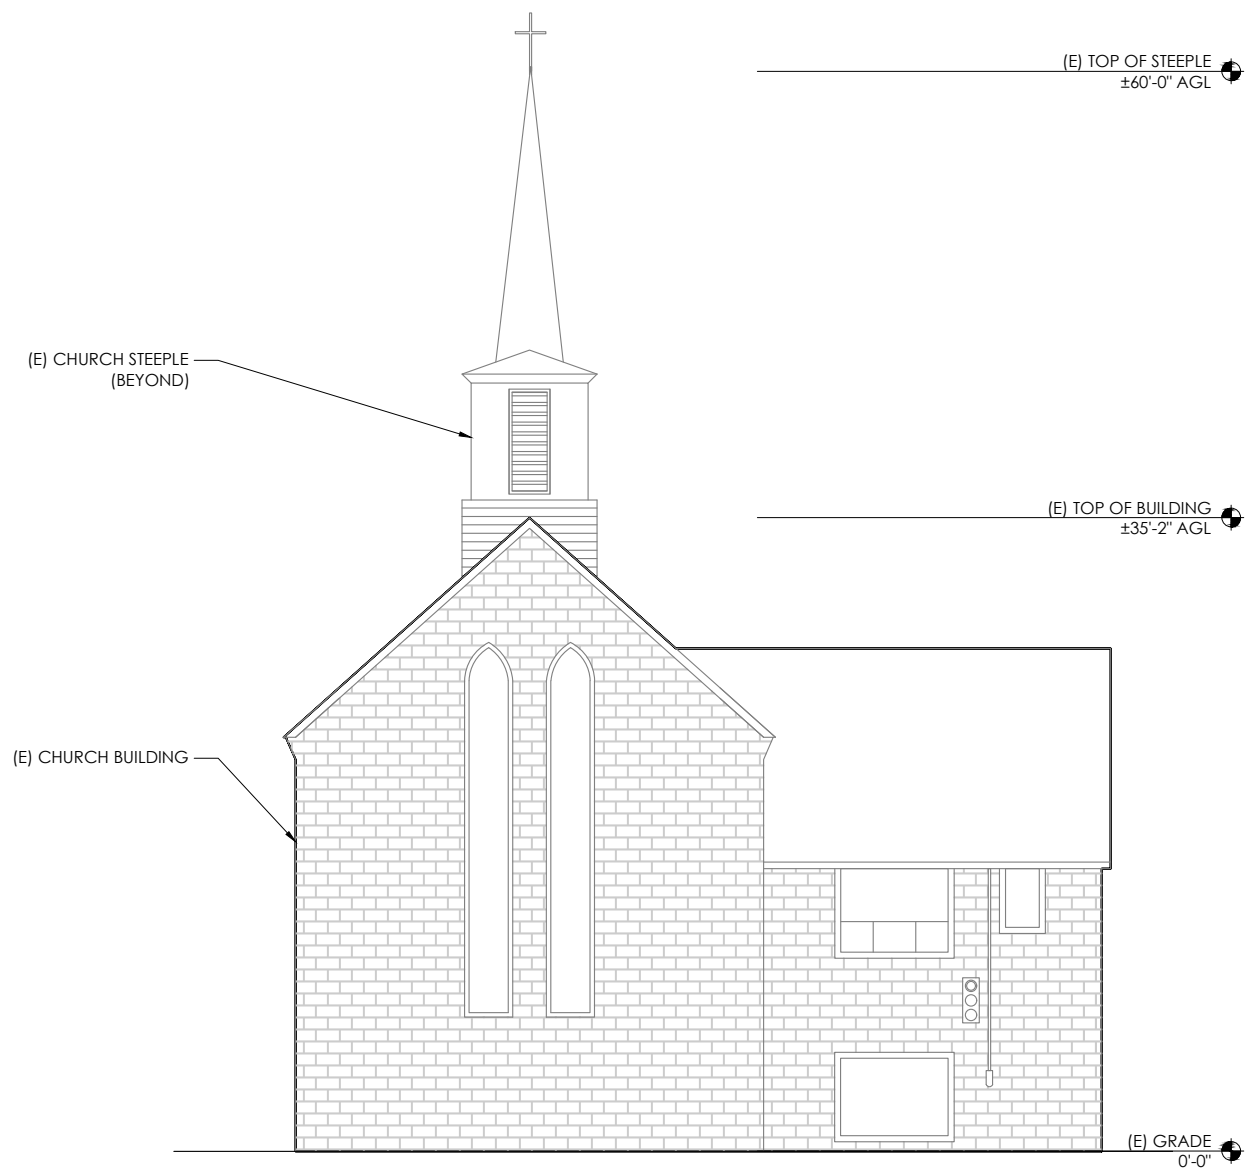 (E) TOP OF STEEPLE
±60'-0" AGL
(E) CHURCH STEEPLE
(BEYOND)
(E) TOP OF BUILDING
±35'-2" AGL
(E) CHURCH BUILDING
(E) GRADE
0'-0"